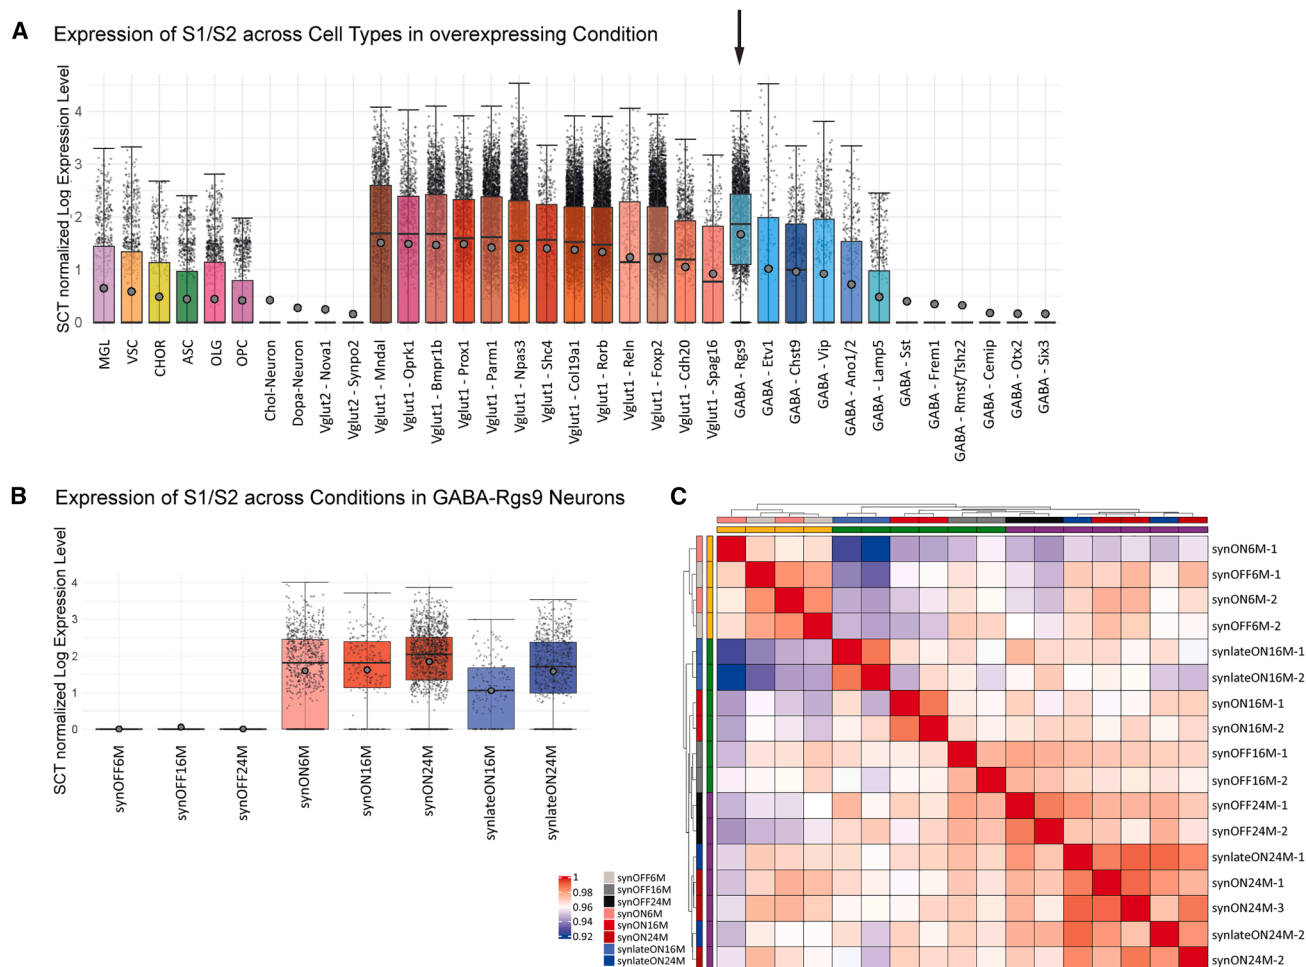 A Expression of S1/S2 across Cell Types in overexpressing Condition
SCT normalized Log Expression Level
4
3
2
1
0
MGL
VSC
CHOR
ASC
OLG
OPC
Chol-Neuron
Dopa-Neuron
Vglut2 - Nova1
Vglut2 - Synpo2
Vglut1 - Mndal
Vglut1 - Oprk1
Vglut1 - Bmpr1b
Vglut1 - Prox1
Vglut1 - Parm1
Vglut1 - Npas3
Vglut1 - Shc4
Vglut1 - Col19a1
Vglut1 - Rorb
Vglut1 - Reln
Vglut1 - Foxp2
Vglut1 - Cdh20
Vglut1 - Spag16
GABA - Rgs9
GABA - Etv1
GABA - Chst9
GABA - Vip
GABA - Ano1/2
GABA - Lamp5
GABA - Sst
GABA - Frem1
GABA - Rmst/Tshz2
GABA - Cemip
GABA - Otx2
GABA - Six3
B Expression of S1/S2 across Conditions in GABA-Rgs9 Neurons
SCT normalized Log Expression Level
4
3
2
1
0
synOFF6M
synOFF16M
synOFF24M
synON6M
synON16M
synON24M
synlateON16M
synlateON24M
C
synON6M-1
synOFF6M-1
synON6M-2
synOFF6M-2
synlateON16M-1
synlateON16M-2
synON16M-1
synON16M-2
synOFF16M-1
synOFF16M-2
synOFF24M-1
synOFF24M-2
synlateON24M-1
synON24M-1
synON24M-3
synlateON24M-2
synON24M-2
1
0.98
0.96
0.94
0.92
synOFF6M
synOFF16M
synOFF24M
synON6M
synON16M
synON24M
synlateON16M
synlateON24M